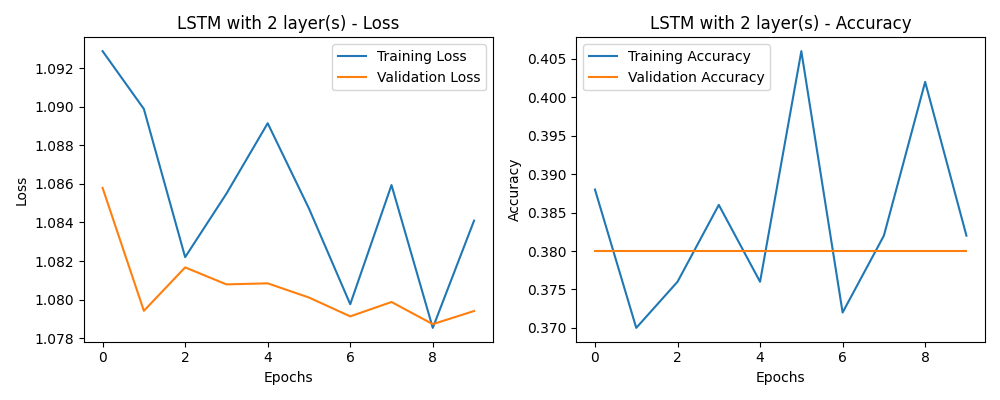 LSTM with 2 layer(s) - Loss
Training Loss
Validation Loss
1.092
1.090
1.088
1.086
1.084
1.082
1.080
1.078
Loss
0
2
4
6
8
Epochs
LSTM with 2 layer(s) - Accuracy
Training Accuracy
Validation Accuracy
0.405
0.400
0.395
0.390
0.385
0.380
0.375
0.370
Accuracy
0
2
4
6
8
Epochs